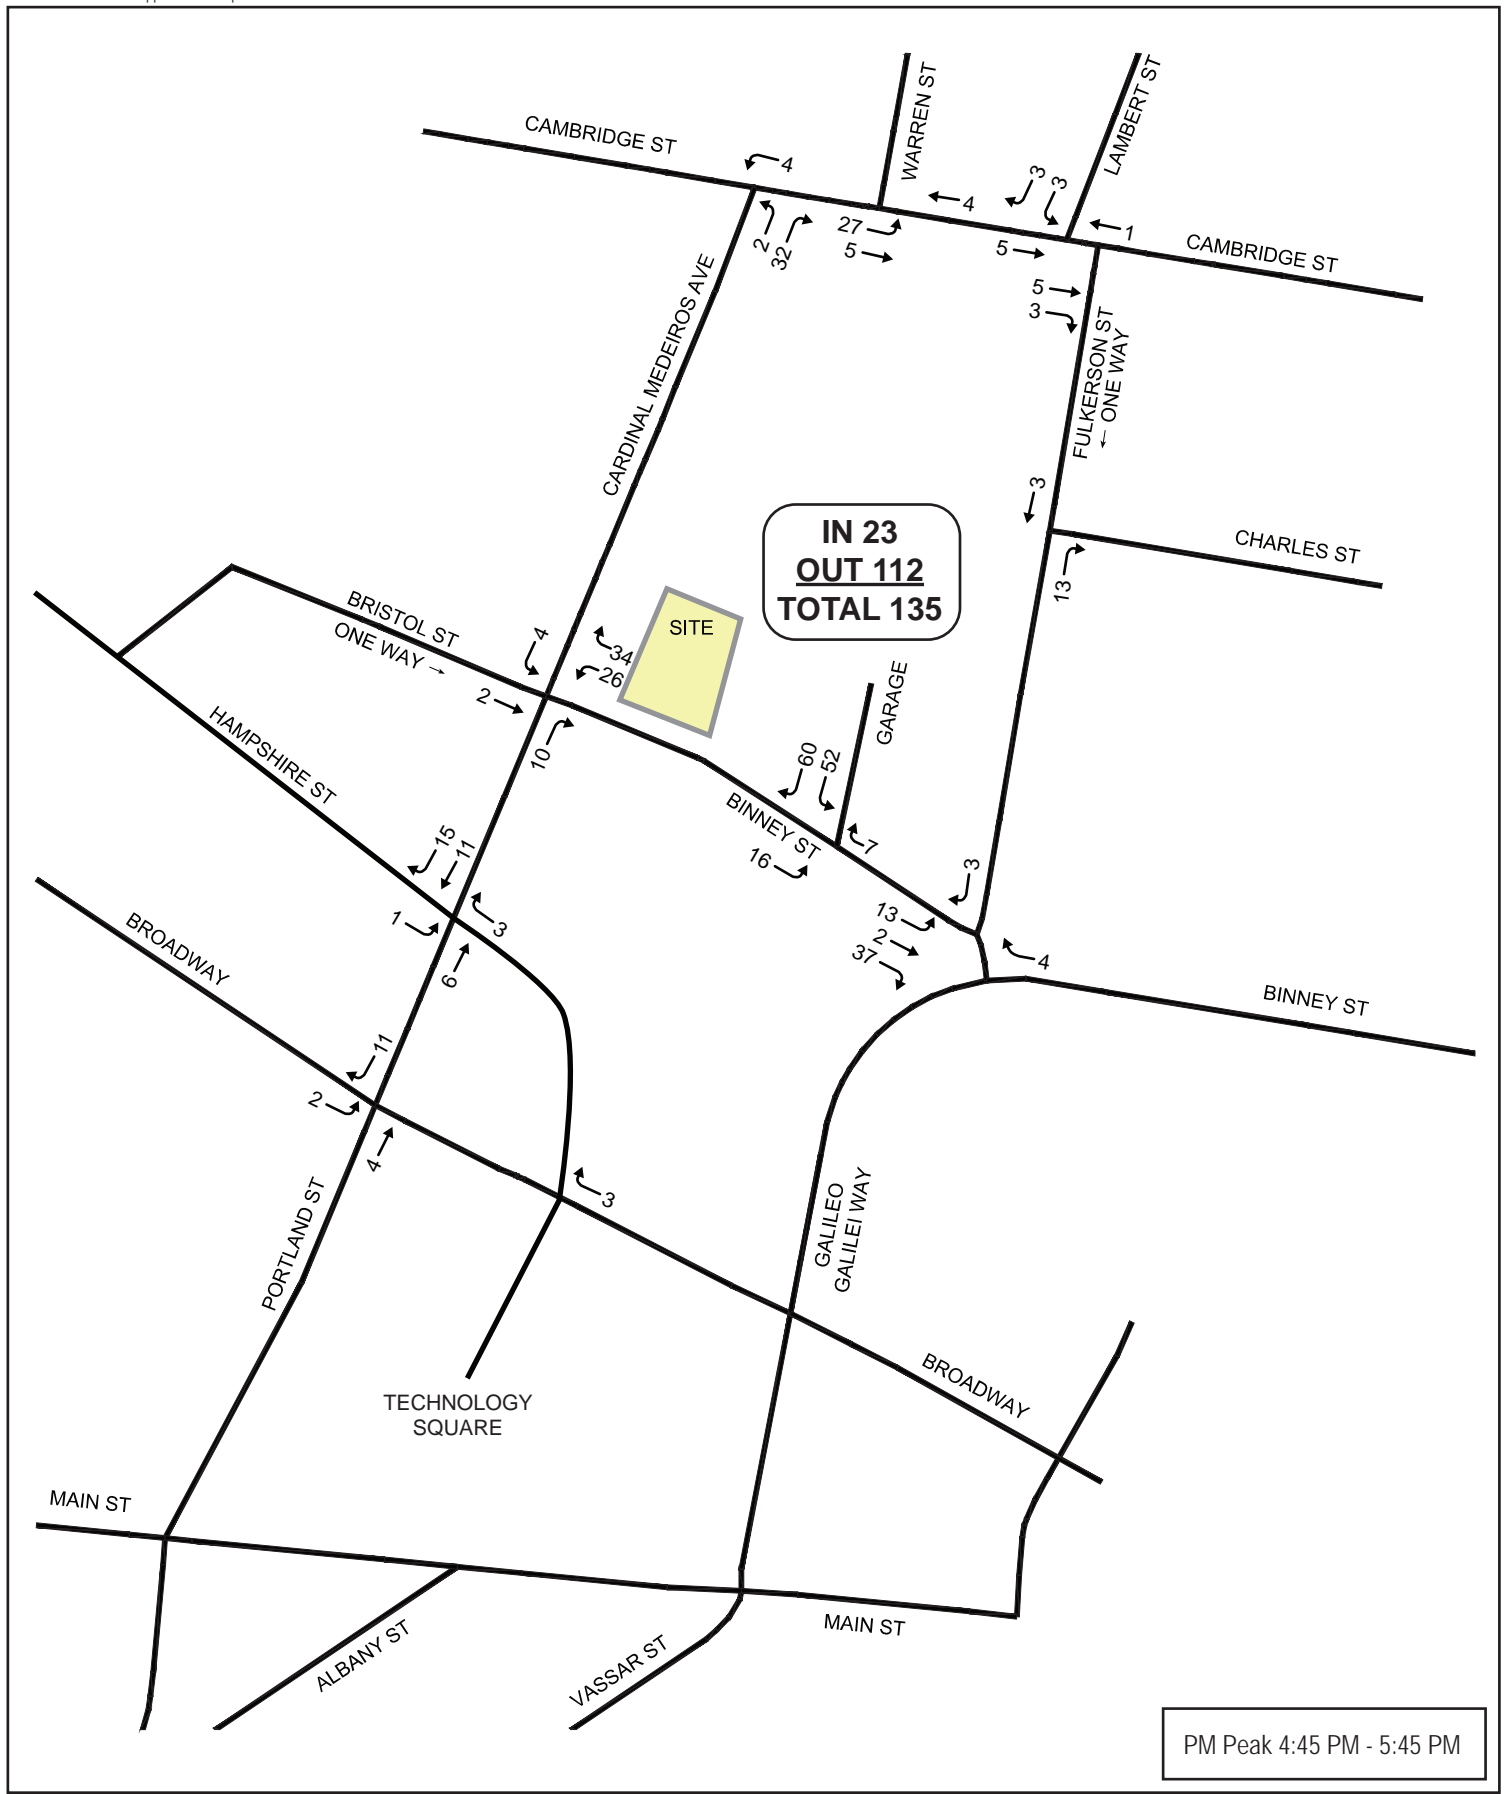 WARREN ST
LAMBERT ST
CAMBRIDGE ST
4
3
3
4
1
27
5
5
2
32
CAMBRIDGE ST
5
3
CARDINAL MEDEIROS AVE
FULKERSON ST
← ONE WAY
3
IN 23
OUT 112
TOTAL 135
CHARLES ST
13
BRISTOL ST
ONE WAY →
4
34
26
SITE
2
GARAGE
10
60
52
HAMPSHIRE ST
BINNEY ST
7
16
15
11
3
1
3
13
2
37
4
6
BROADWAY
BINNEY ST
11
2
4
3
PORTLAND ST
GALILEO
GALILEI WAY
TECHNOLOGY
SQUARE
BROADWAY
MAIN ST
MAIN ST
ALBANY ST
VASSAR ST
PM Peak 4:45 PM - 5:45 PM